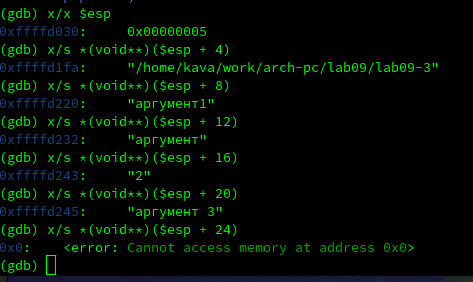 (gdb) x/x $esp
0xffffd030:     0x00000005
(gdb) x/s *(void**)($esp + 4)
0xffffd1fa:     "/home/kava/work/arch-pc/lab09/lab09-3"
(gdb) x/s *(void**)($esp + 8)
0xffffd220:     "аргумент1"
(gdb) x/s *(void**)($esp + 12)
0xffffd232:     "аргумент"
(gdb) x/s *(void**)($esp + 16)
0xffffd243:     "2"
(gdb) x/s *(void**)($esp + 20)
0xffffd245:     "аргумент 3"
(gdb) x/s *(void**)($esp + 24)
0x0:    <error: Cannot access memory at address 0x0>
(gdb)